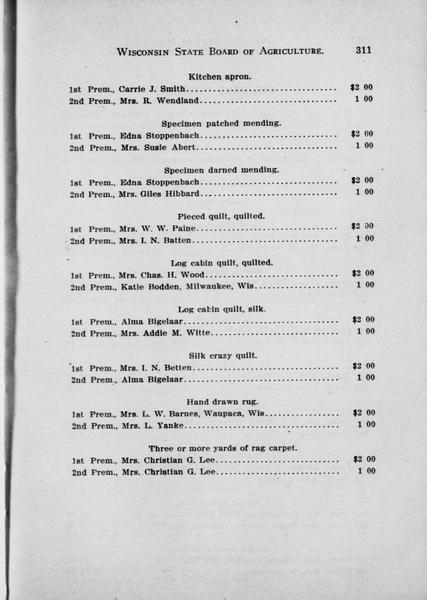 Wisconsin State Board of Agriculture. 311
Kitchen apron.
1st Prem., Carrie J. Smith.................................. $2 00
2nd Prem., Mrs. R. Wendland.............................. 1 00
Specimen patched mending.
1st Prem., Edna Stoppenbach.............................. $2 00
2nd Prem., Mrs. Susie Abert............................... 1 00
Specimen darned mending.
1st Prem., Edna Stoppenbach.............................. $2 00
2nd Prem., Mrs. Giles Hibbard.............................. 1 00
Pieced quilt, quilted.
1st Prem., Mrs. W. W. Paine............................... $2 00
2nd Prem., Mrs. I. N. Batten................................ 1 00
Log cabin quilt, quilted.
1st Prem., Mrs. Chas. H. Wood............................. $2 00
2nd Prem., Katie Bodden, Milwaukee, Wis................... 1 00
Log cabin quilt, silk.
1st Prem., Alma Bigelaar.................................. $2 00
2nd Prem., Mrs. Addie M. Witte............................ 1 00
Silk crazy quilt.
1st Prem., Mrs. I. N. Betten................................ $2 00
2nd Prem., Alma Bigelaar.................................. 1 00
Hand drawn rug.
1st Prem., Mrs. L. W. Barnes, Waupaca, Wis................. $2 00
2nd Prem., Mrs. L. Yanke.................................. 1 00
Three or more yards of rag carpet.
1st Prem., Mrs. Christian G. Lee........................... $2 00
2nd Prem., Mrs. Christian G. Lee........................... 1 00